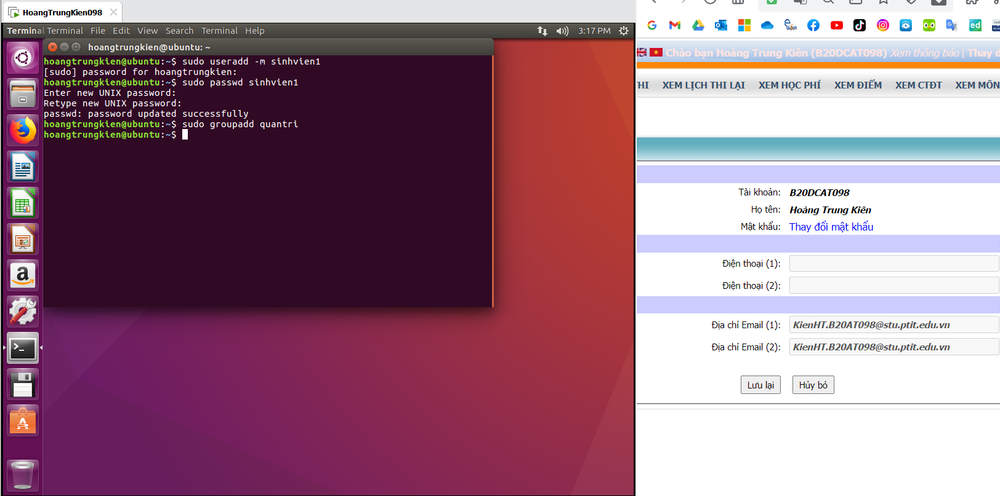 HoangTrungKien098
Terminal Terminal File Edit View Search Terminal Help 3:17 PM
hoangtrungkien@ubuntu: ~
hoangtrungkien@ubuntu:~$ sudo useradd -m sinhvien1
[sudo] password for hoangtrungkien:
hoangtrungkien@ubuntu:~$ sudo passwd sinhvien1
Enter new UNIX password:
Retype new UNIX password:
passwd: password updated successfully
hoangtrungkien@ubuntu:~$ sudo groupadd quantri
hoangtrungkien@ubuntu:~$
Chào bạn Hoàng Trung Kiên (B20DCAT098) Xem thông báo | Thay đ
THI XEM LỊCH THI LẠI XEM HỌC PHÍ XEM ĐIỂM XEM CTĐT XEM MÔN
Tài khoản: B20DCAT098
Họ tên: Hoàng Trung Kiên
Mật khẩu: Thay đổi mật khẩu
Điện thoại (1):
Điện thoại (2):
Địa chỉ Email (1): KienHT.B20AT098@stu.ptit.edu.vn
Địa chỉ Email (2): KienHT.B20AT098@stu.ptit.edu.vn
Lưu lại Hủy bỏ